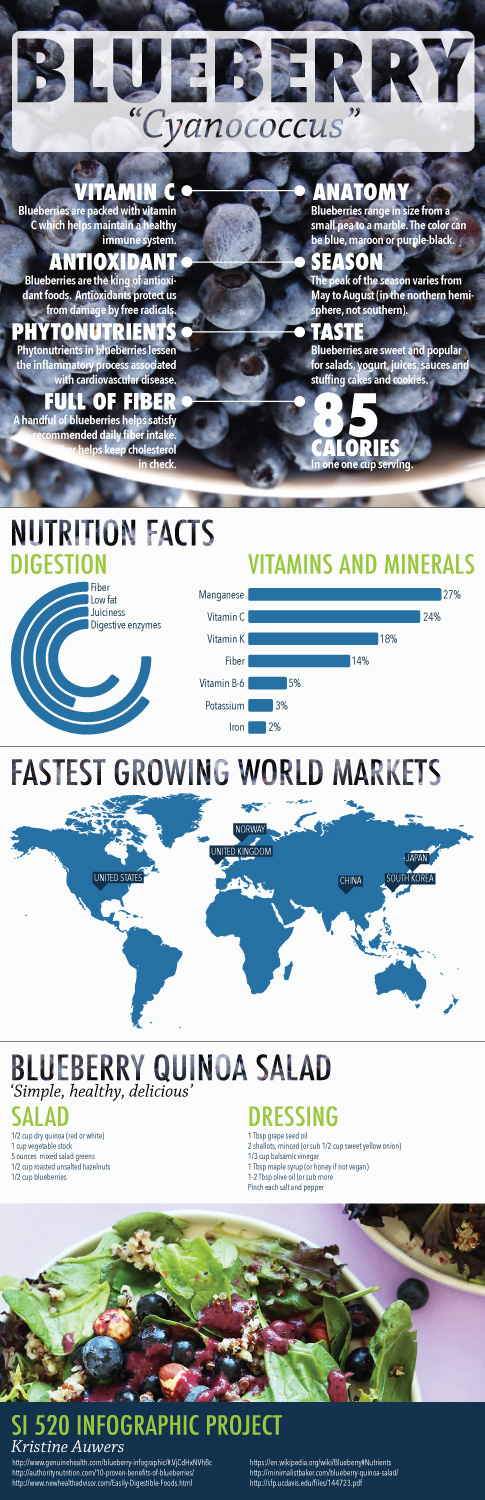 BLUEBERRY
“Cyanococcus”
VITAMIN C
Blueberries are packed with vitamin
C which helps maintain a healthy
immune system.
ANTIOXIDANT
Blueberries are the king of antioxi-
dant foods. Antioxidants protect us
from damage by free radicals.
PHYTONUTRIENTS
Phytonutrients in blueberries lessen
the inflammatory process associated
with cardiovascular disease.
FULL OF FIBER
A handful of blueberries helps satisfy
recommended daily fiber intake.
helps keep cholesterol
in check.
ANATOMY
Blueberries range in size from a
small pea to a marble. The color can
be blue, maroon or purple-black.
SEASON
The peak of the season varies from
May to August (in the northern hemi-
sphere, not southern).
TASTE
Blueberries are sweet and popular
for salads, yogurt, juices, sauces and
stuffing cakes and cookies.
85
CALORIES
In one one cup serving.
NUTRITION FACTS
DIGESTION
Fiber
Low fat
Juiciness
Digestive enzymes
VITAMINS AND MINERALS
Manganese 27%
Vitamin C 24%
Vitamin K 18%
Fiber 14%
Vitamin B-6 5%
Potassium 3%
Iron 2%
FASTEST GROWING WORLD MARKETS
NORWAY
UNITED KINGDOM
JAPAN
UNITED STATES
CHINA
SOUTH KOREA
BLUEBERRY QUINOA SALAD
‘Simple, healthy, delicious’
SALAD
1/2 cup dry quinoa (red or white)
1 cup vegetable stock
5 ounces mixed salad greens
1/2 cup roasted unsalted hazelnuts
1/2 cup blueberries
DRESSING
1 Tbsp grape seed oil
2 shallots, minced (or sub 1/2 cup sweet yellow onion)
1/3 cup balsamic vinegar
1 Tbsp maple syrup (or honey if not vegan)
1-2 Tbsp olive oil (or sub more
Pinch each salt and pepper
SI 520 INFOGRAPHIC PROJECT
Kristine Auwers
http://www.genuinehealth.com/blueberry-infographic/#.VjCdHxNVhBc
http://authoritynutrition.com/10-proven-benefits-of-blueberries/
http://www.newhealthadvisor.com/Easily-Digestible-Foods.html
https://en.wikipedia.org/wiki/Blueberry#Nutrients
http://minimalistbaker.com/blueberry-quinoa-salad/
http://sfp.ucdavis.edu/files/144723.pdf